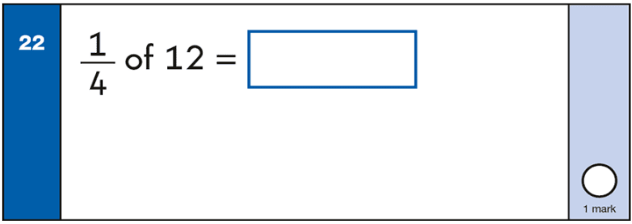 22
1/4 of 12 =
1 mark